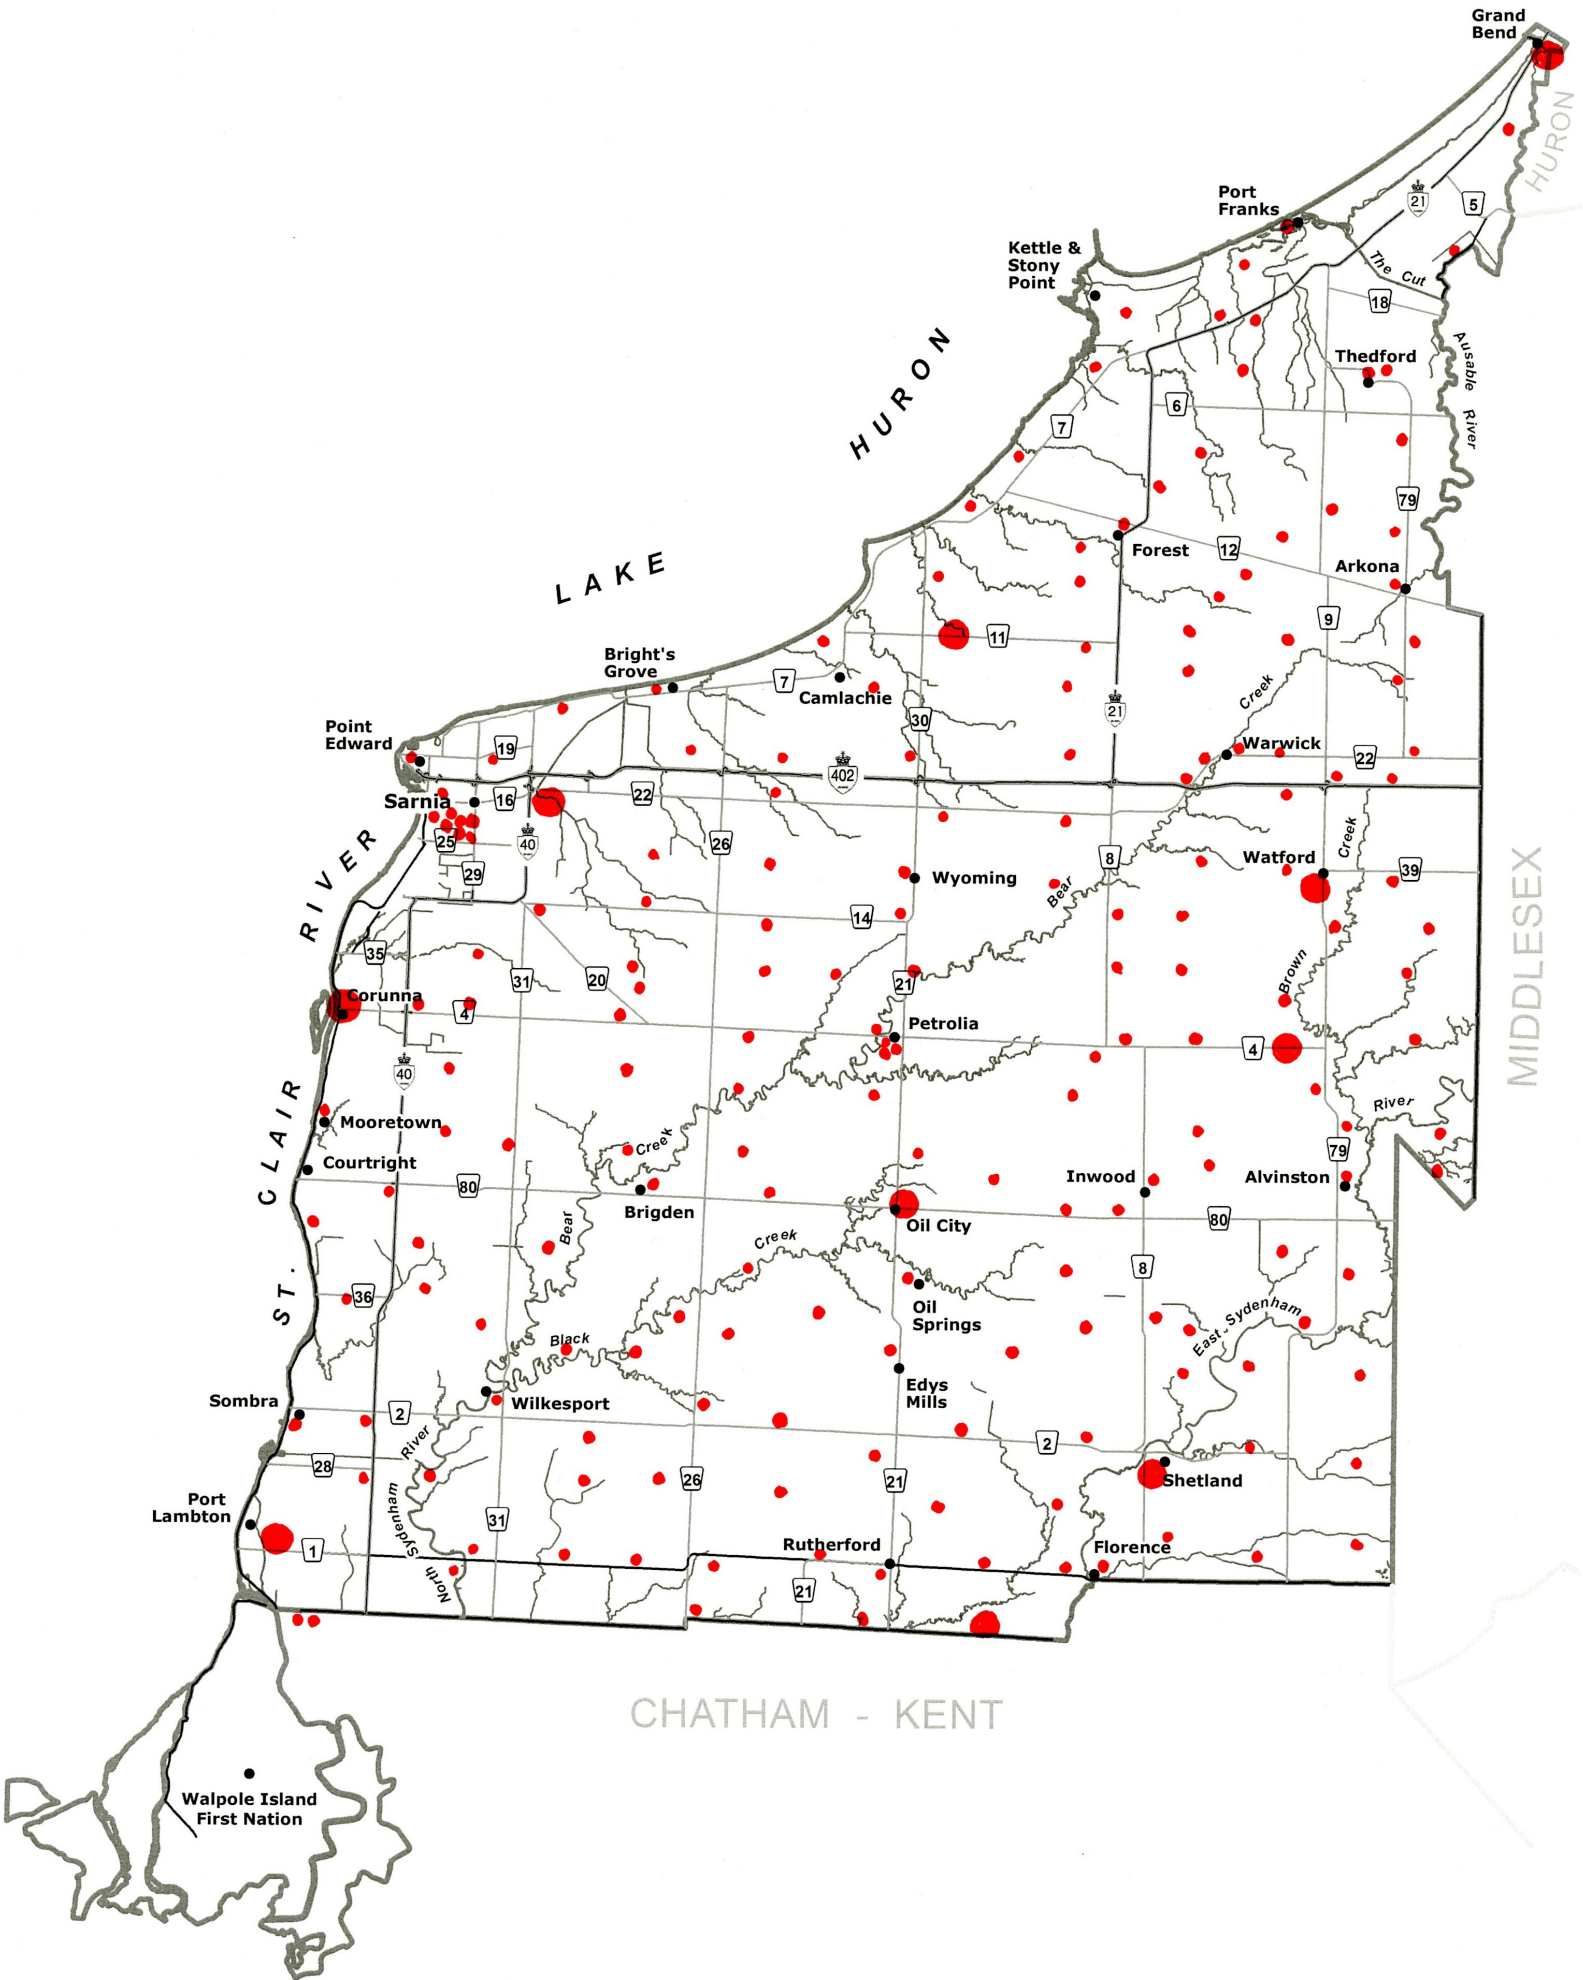 Grand
Bend
HURON
Port
Franks
21
5
Kettle &
Stony
Point
The Cut
18
Ausable River
Thedford
6
7
HURON
79
Forest
12
Arkona
LAKE
9
11
Bright's
Grove
7
Camlachie
Creek
21
30
Point
Edward
19
Warwick
22
402
Sarnia
16
22
25
40
26
Creek
8
Watford
39
29
Wyoming
Bear
RIVER
14
35
31
20
21
Brown
MIDDLESEX
Corunna
4
Petrolia
4
40
River
Mooretown
Creek
79
ST. CLAIR
Courtright
80
Inwood
Alvinston
Brigden
Bear
Oil City
80
Creek
8
36
Oil
Springs
East Sydenham
Black
Edys
Mills
Sombra
2
Wilkesport
River
2
28
26
21
Shetland
Port
Lambton
31
North Sydenham
1
Rutherford
Florence
21
CHATHAM - KENT
Walpole Island
First Nation